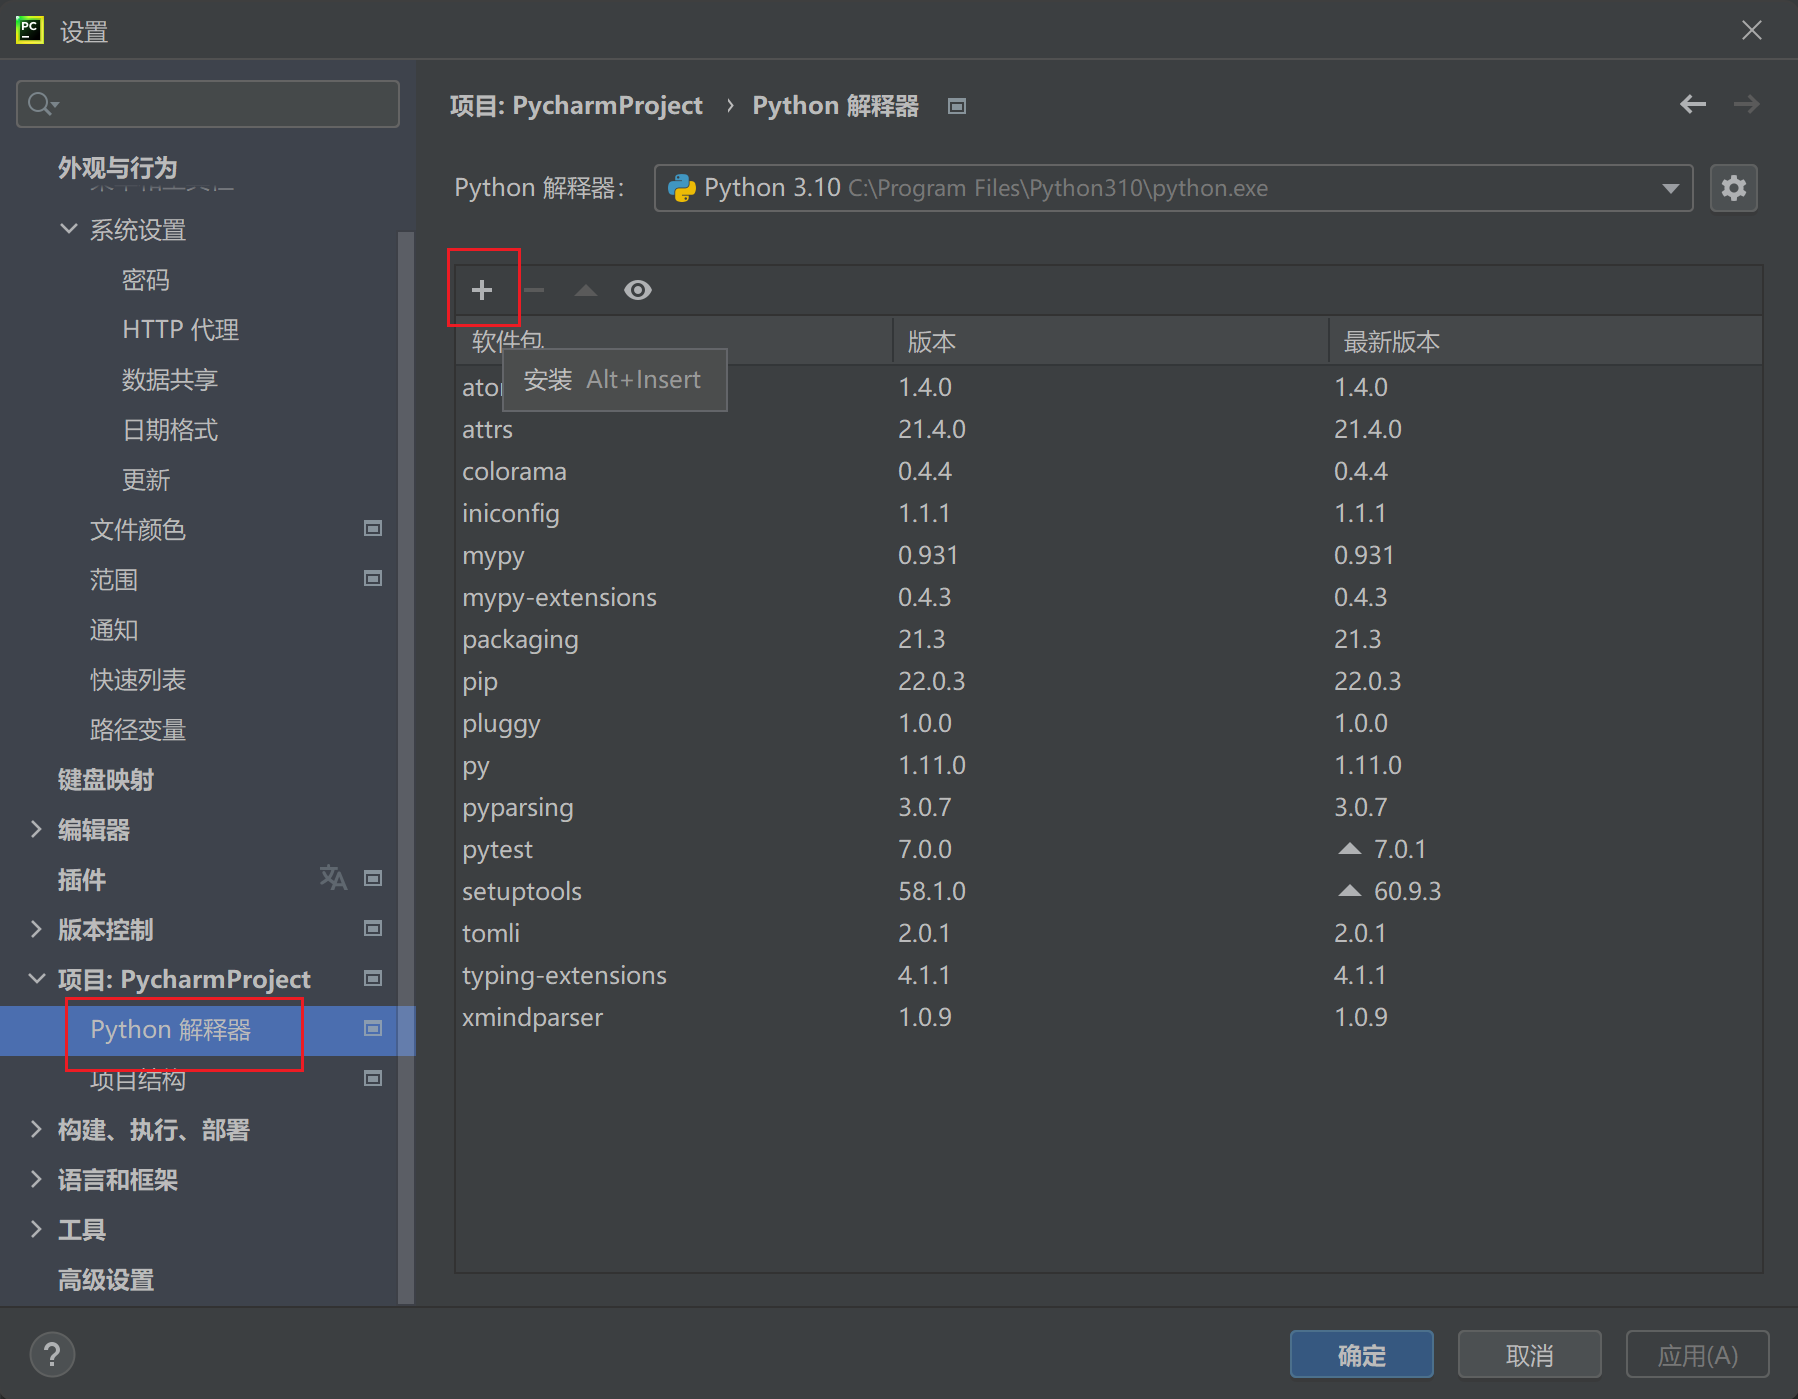 PC
设置
外观与行为
系统设置
密码
HTTP 代理
数据共享
日期格式
更新
文件颜色
范围
通知
快速列表
路径变量
键盘映射
编辑器
插件
版本控制
项目: PycharmProject
Python 解释器
项目结构
构建、执行、部署
语言和框架
工具
高级设置
项目: PycharmProject › Python 解释器
Python 解释器: Python 3.10 C:\Program Files\Python310\python.exe
软件包 版本 最新版本
安装 Alt+Insert
1.4.0 1.4.0
attrs 21.4.0 21.4.0
colorama 0.4.4 0.4.4
iniconfig 1.1.1 1.1.1
mypy 0.931 0.931
mypy-extensions 0.4.3 0.4.3
packaging 21.3 21.3
pip 22.0.3 22.0.3
pluggy 1.0.0 1.0.0
py 1.11.0 1.11.0
pyparsing 3.0.7 3.0.7
pytest 7.0.0 7.0.1
setuptools 58.1.0 60.9.3
tomli 2.0.1 2.0.1
typing-extensions 4.1.1 4.1.1
xmindparser 1.0.9 1.0.9
?
确定 取消 应用(A)